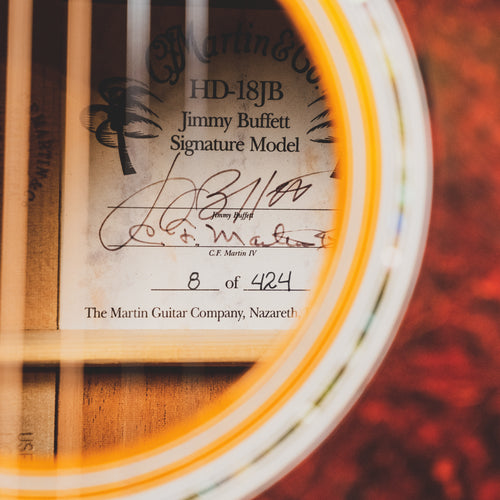 C.F. Martin & Co.
HD-18JB
Jimmy Buffett
Signature Model
Jimmy Buffett
C. F. Martin
C.F. Martin IV
8 of 424
The Martin Guitar Company, Nazareth,